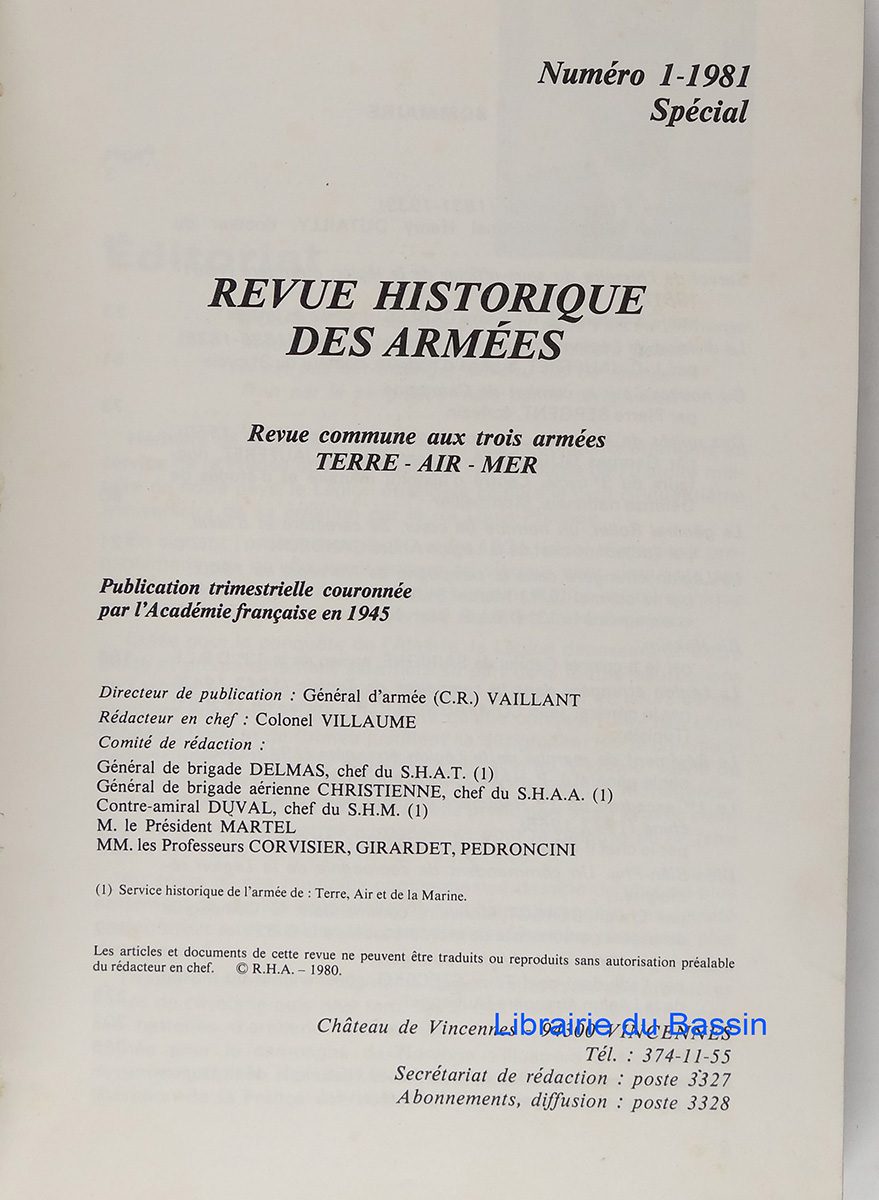 Numéro 1-1981
Spécial
REVUE HISTORIQUE
DES ARMÉES
Revue commune aux trois armées
TERRE - AIR - MER
Publication trimestrielle couronnée
par l'Académie française en 1945
Directeur de publication : Général d'armée (C.R.) VAILLANT
Rédacteur en chef : Colonel VILLAUME
Comité de rédaction :
Général de brigade DELMAS, chef du S.H.A.T. (1)
Général de brigade aérienne CHRISTIENNE, chef du S.H.A.A. (1)
Contre-amiral DUVAL, chef du S.H.M. (1)
M. le Président MARTEL
MM. les Professeurs CORVISIER, GIRARDET, PEDRONCINI
(1) Service historique de l'armée de : Terre, Air et de la Marine.
Les articles et documents de cette revue ne peuvent être traduits ou reproduits sans autorisation préalable
du rédacteur en chef. © R.H.A. – 1980.
Château de Vincennes - 94300 VINCENNES
Librairie du Bassin
Tél. : 374-11-55
Secrétariat de rédaction : poste 3327
Abonnements, diffusion : poste 3328